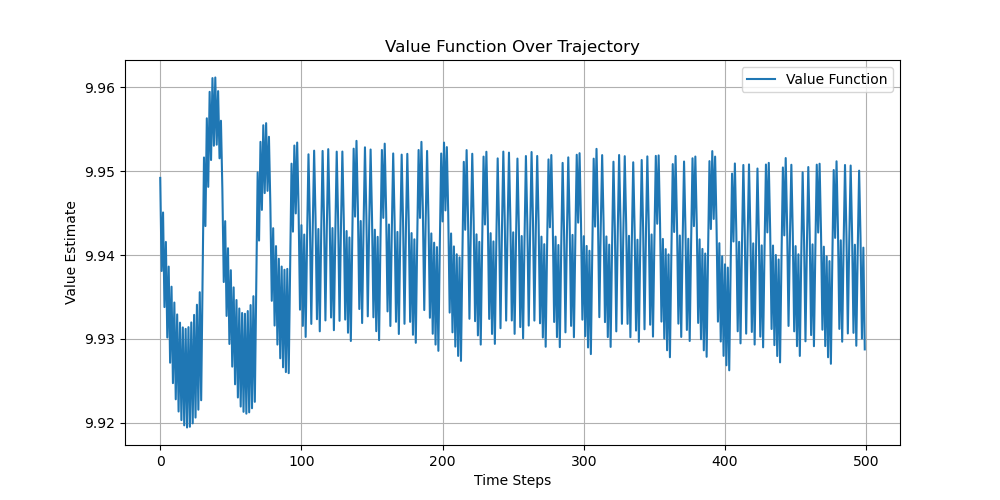 Value Function Over Trajectory
Value Function
Value Estimate
9.96
9.95
9.94
9.93
9.92
0 100 200 300 400 500
Time Steps